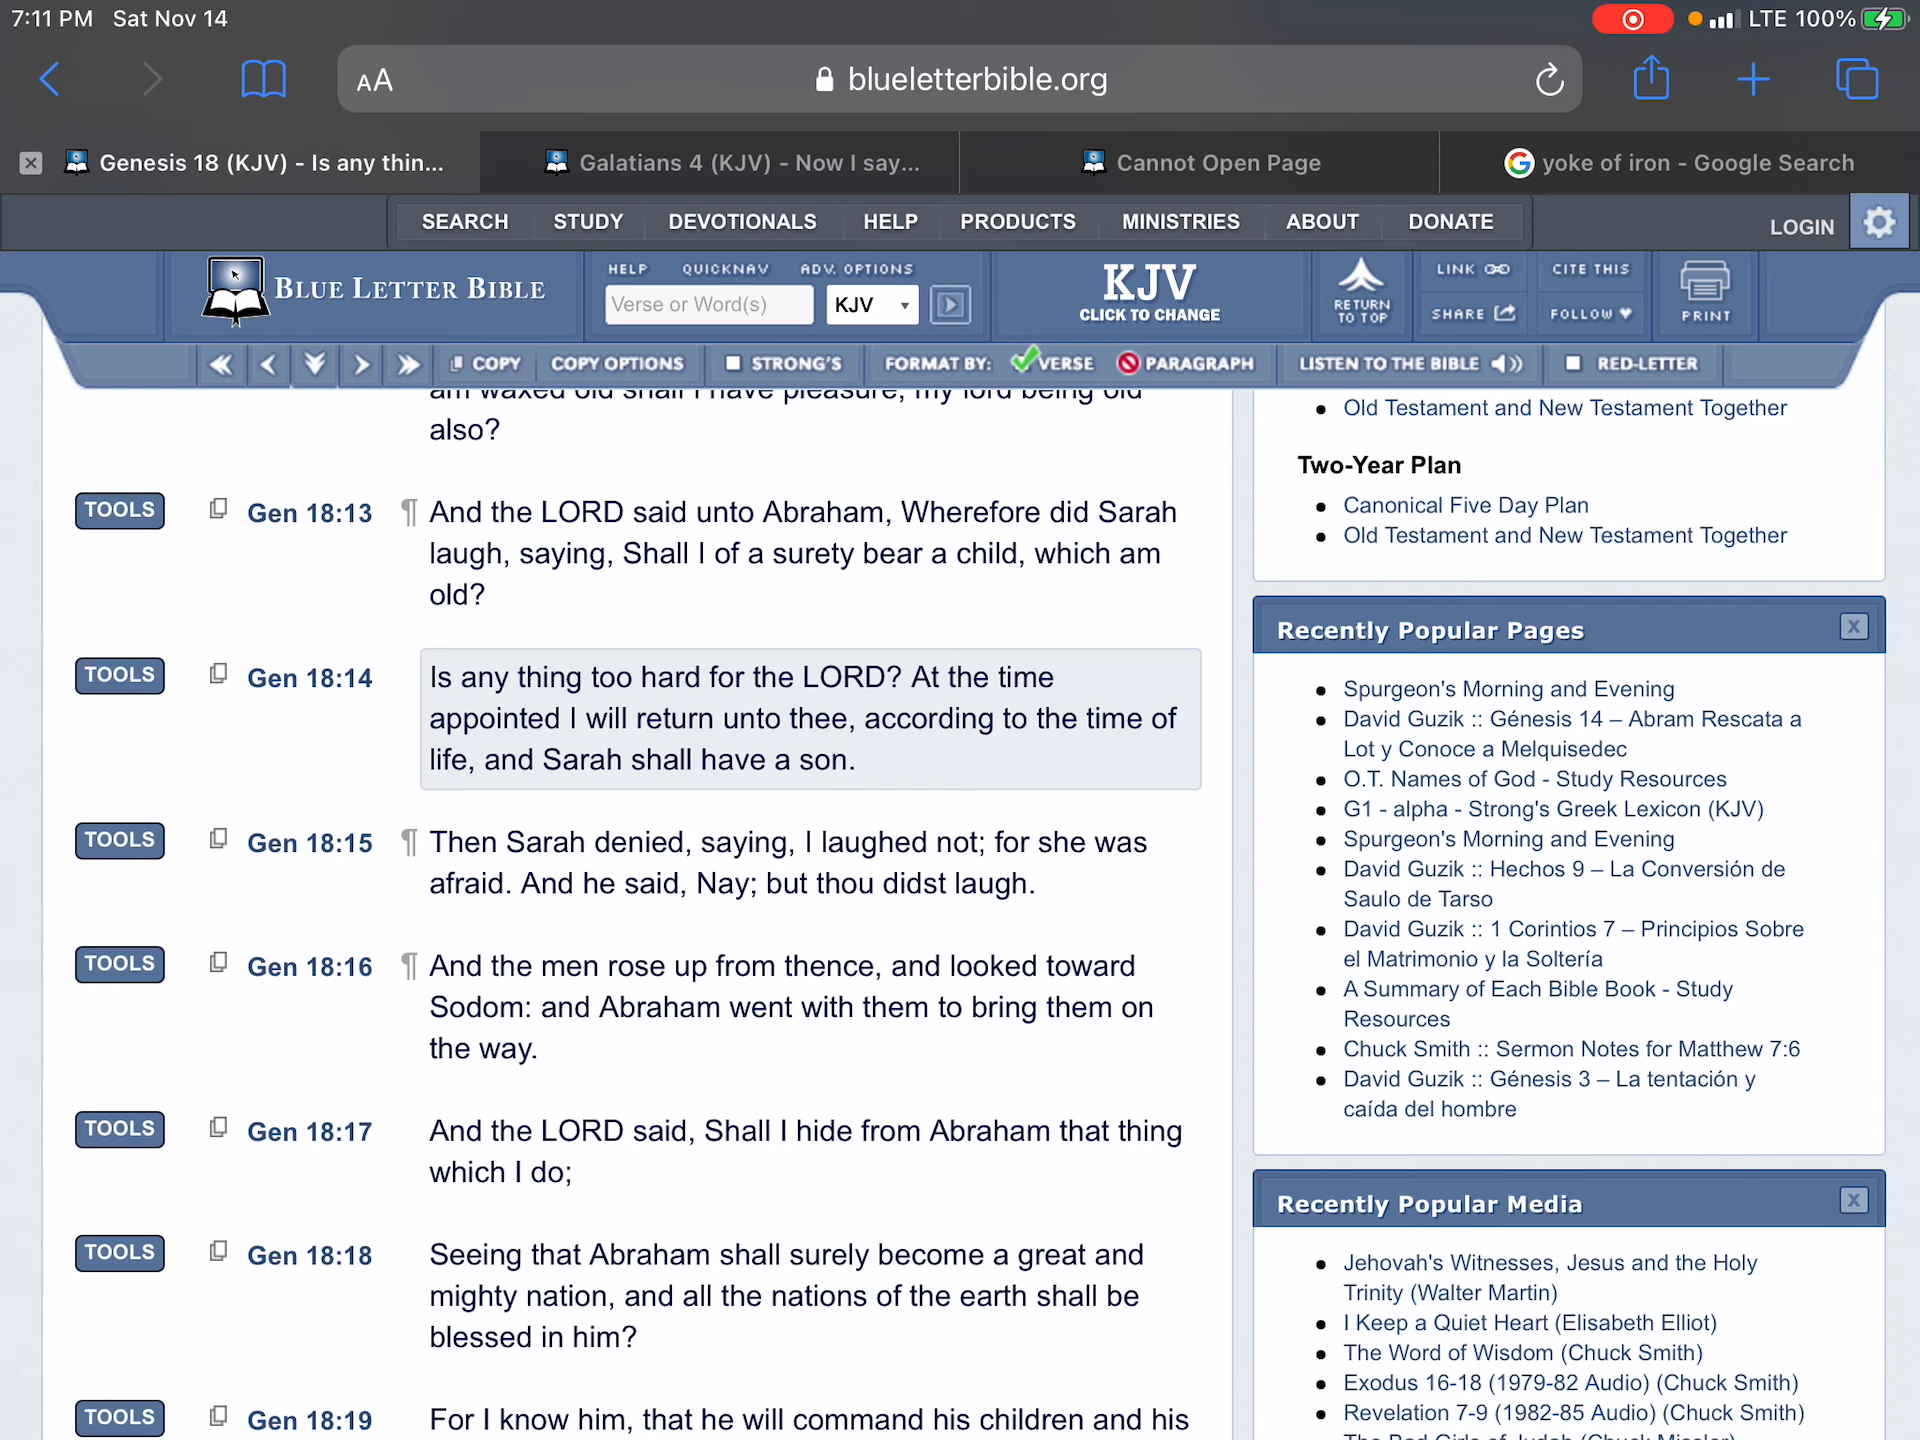 7:11 PM Sat Nov 14
LTE 100%
AA
blueletterbible.org
Genesis 18 (KJV) - Is any thin...
Galatians 4 (KJV) - Now I say...
Cannot Open Page
yoke of iron - Google Search
SEARCH STUDY DEVOTIONALS HELP PRODUCTS MINISTRIES ABOUT DONATE
LOGIN
BLUE LETTER BIBLE
HELP QUICKNAV ADV. OPTIONS
Verse or Word(s)
KJV
KJV
CLICK TO CHANGE
RETURN
TO TOP
LINK
CITE THIS
SHARE
FOLLOW
PRINT
COPY COPY OPTIONS STRONG'S FORMAT BY: VERSE PARAGRAPH LISTEN TO THE BIBLE RED-LETTER
am waxed old shall I have pleasure, my lord being old
also?
TOOLS Gen 18:13 ¶ And the LORD said unto Abraham, Wherefore did Sarah
laugh, saying, Shall I of a surety bear a child, which am
old?
TOOLS Gen 18:14 Is any thing too hard for the LORD? At the time
appointed I will return unto thee, according to the time of
life, and Sarah shall have a son.
TOOLS Gen 18:15 ¶ Then Sarah denied, saying, I laughed not; for she was
afraid. And he said, Nay; but thou didst laugh.
TOOLS Gen 18:16 ¶ And the men rose up from thence, and looked toward
Sodom: and Abraham went with them to bring them on
the way.
TOOLS Gen 18:17 And the LORD said, Shall I hide from Abraham that thing
which I do;
TOOLS Gen 18:18 Seeing that Abraham shall surely become a great and
mighty nation, and all the nations of the earth shall be
blessed in him?
TOOLS Gen 18:19 For I know him, that he will command his children and his
Old Testament and New Testament Together
Two-Year Plan
Canonical Five Day Plan
Old Testament and New Testament Together
Recently Popular Pages
X
Spurgeon's Morning and Evening
David Guzik :: Génesis 14 – Abram Rescata a
Lot y Conoce a Melquisedec
O.T. Names of God - Study Resources
G1 - alpha - Strong's Greek Lexicon (KJV)
Spurgeon's Morning and Evening
David Guzik :: Hechos 9 – La Conversión de
Saulo de Tarso
David Guzik :: 1 Corintios 7 – Principios Sobre
el Matrimonio y la Soltería
A Summary of Each Bible Book - Study
Resources
Chuck Smith :: Sermon Notes for Matthew 7:6
David Guzik :: Génesis 3 – La tentación y
caída del hombre
Recently Popular Media
X
Jehovah's Witnesses, Jesus and the Holy
Trinity (Walter Martin)
I Keep a Quiet Heart (Elisabeth Elliot)
The Word of Wisdom (Chuck Smith)
Exodus 16-18 (1979-82 Audio) (Chuck Smith)
Revelation 7-9 (1982-85 Audio) (Chuck Smith)
The Bad Girls of Judah (Chuck Missler)